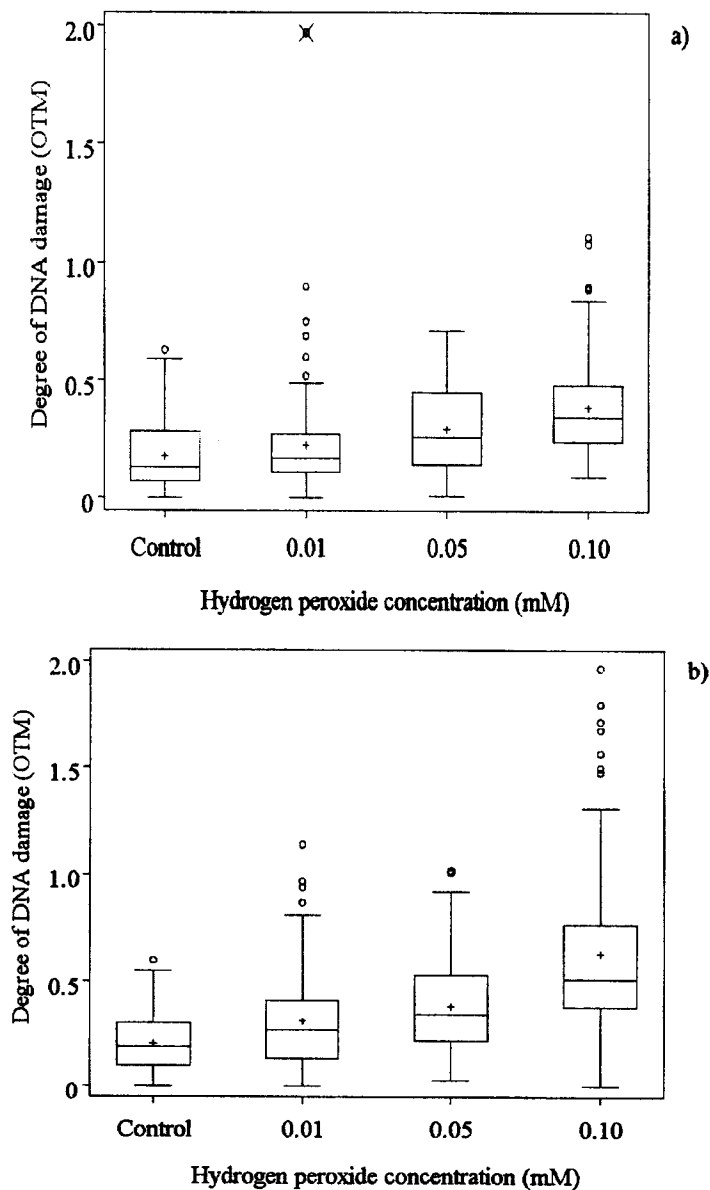 a)
Degree of DNA damage (OTM)
2.0
1.5
1.0
0.5
0
Control 0.01 0.05 0.10
Hydrogen peroxide concentration (mM)
b)
Degree of DNA damage (OTM)
2.0
1.5
1.0
0.5
0
Control 0.01 0.05 0.10
Hydrogen peroxide concentration (mM)